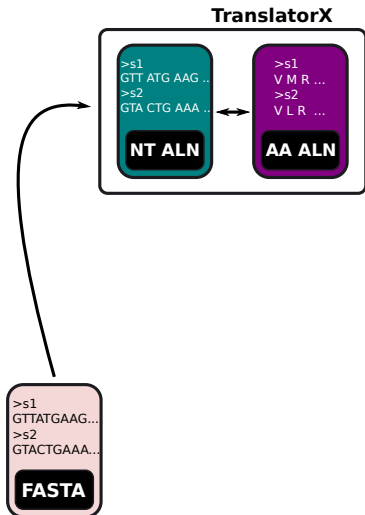 TranslatorX
>s1
GTT ATG AAG ..
>s2
GTA CTG AAA ..
NT ALN
>s1
V M R ...
>s2
V L R ...
AA ALN
>s1
GTTATGAAG...
>s2
GTACTGAAA...
FASTA